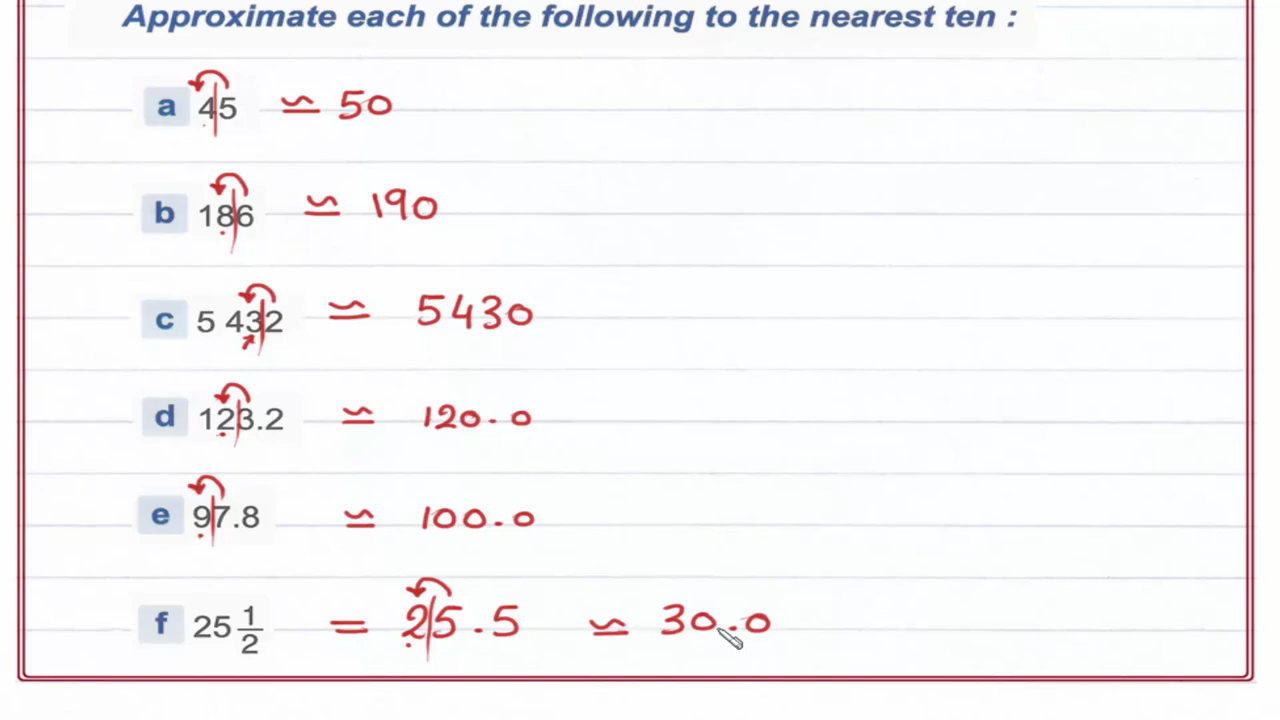 Approximate each of the following to the nearest ten :
a 45 ≃ 50
b 186 ≃ 190
c 5 432 ≃ 5430
d 123.2 ≃ 120.0
e 97.8 ≃ 100.0
f 25 1/2 = 25.5 ≃ 30.0